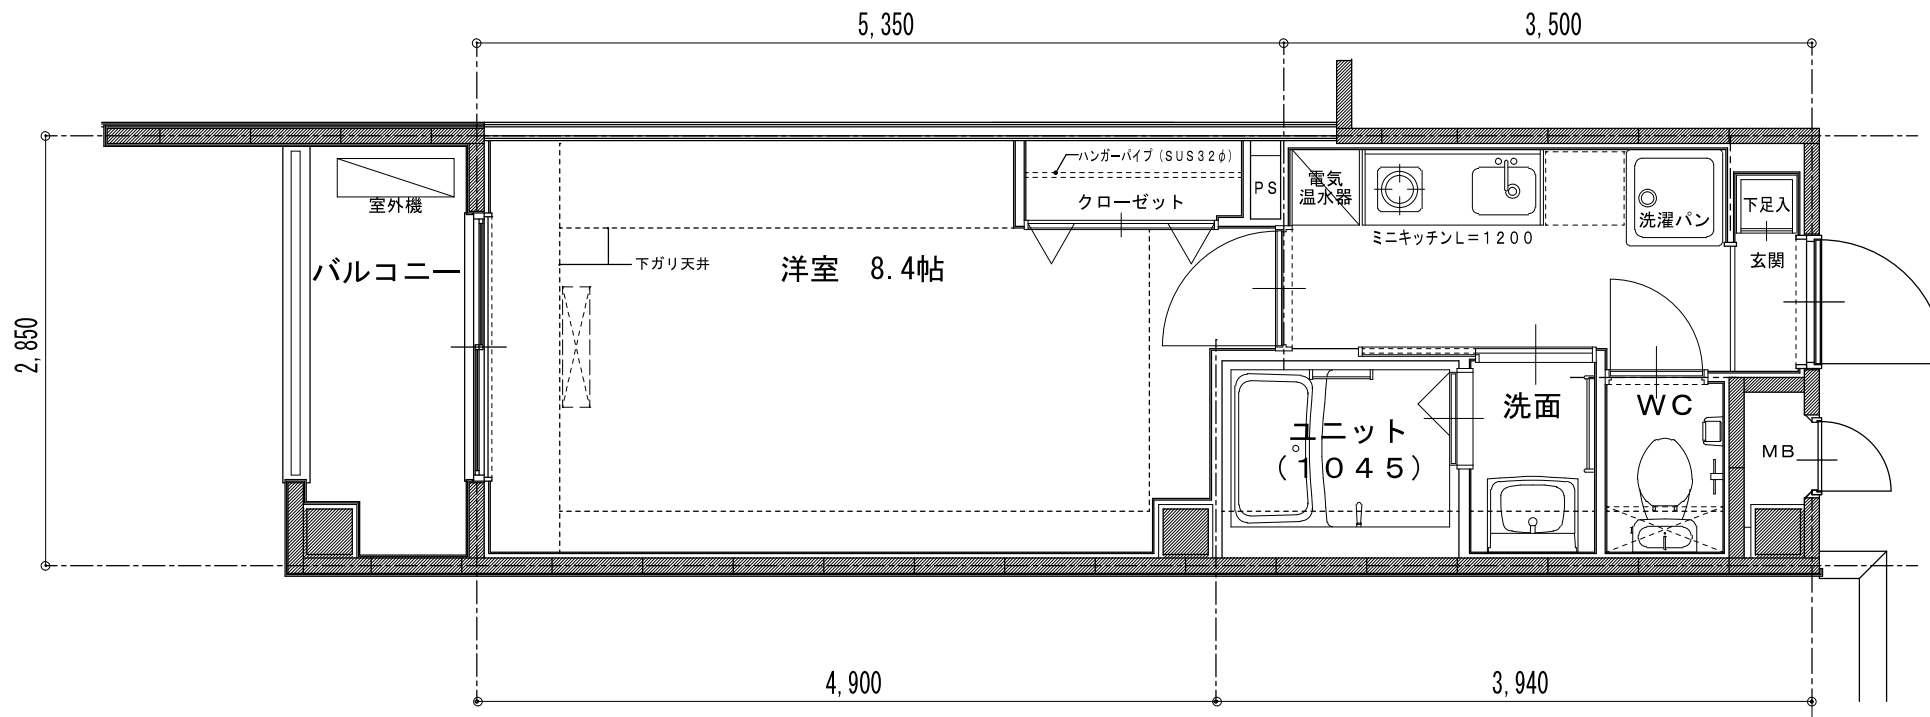 5,350
3,500
ハンガーパイプ(SUS32φ)
PS
電気
温水器
クローゼット
室外機
洗濯パン
下足入
ミニキッチンL=1200
バルコニー
下ガリ天井
洋室 8.4帖
玄関
2,850
洗面
WC
ユニット
(1045)
MB
4,900
3,940